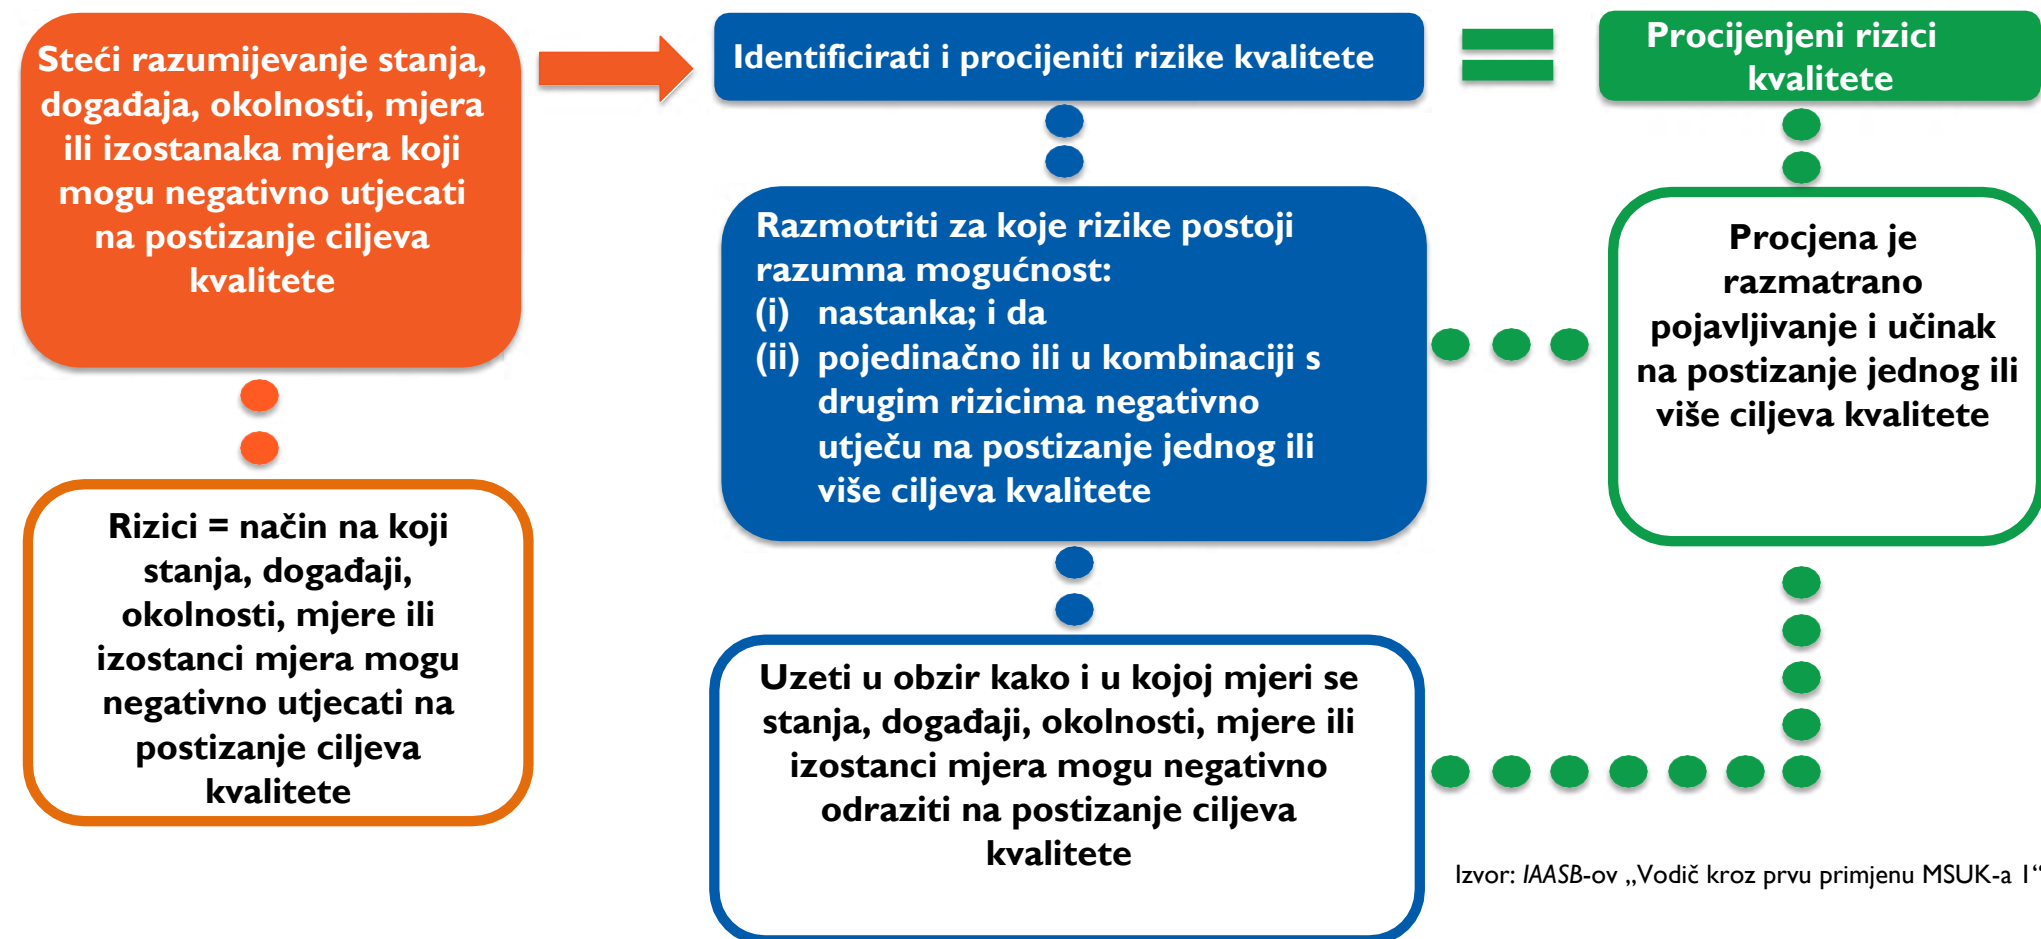 Steći razumijevanje stanja,
događaja, okolnosti, mjera
ili izostanaka mjera koji
mogu negativno utjecati
na postizanje ciljeva
kvalitete
Identificirati i procijeniti rizike kvalitete
Procijenjeni rizici
kvalitete
Razmotriti za koje rizike postoji
razumna mogućnost:
(i) nastanka; i da
(ii) pojedinačno ili u kombinaciji s
drugim rizicima negativno
utječu na postizanje jednog ili
više ciljeva kvalitete
Procjena je
razmatrano
pojavljivanje i učinak
na postizanje jednog ili
više ciljeva kvalitete
Rizici = način na koji
stanja, događaji,
okolnosti, mjere ili
izostanci mjera mogu
negativno utjecati na
postizanje ciljeva
kvalitete
Uzeti u obzir kako i u kojoj mjeri se
stanja, događaji, okolnosti, mjere ili
izostanci mjera mogu negativno
odraziti na postizanje ciljeva
kvalitete
Izvor: IAASB-ov „Vodič kroz prvu primjenu MSUK-a 1“